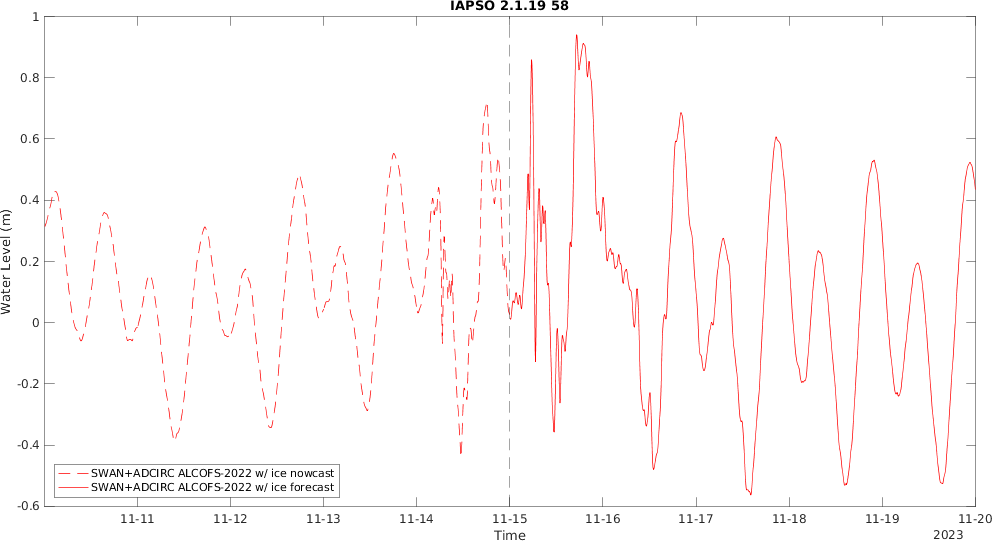 IAPSO 2.1.19 58
1
0.8
0.6
0.4
0.2
0
-0.2
-0.4
-0.6
Water Level (m)
SWAN+ADCIRC ALCOFS-2022 w/ ice nowcast
SWAN+ADCIRC ALCOFS-2022 w/ ice forecast
11-11 11-12 11-13 11-14 11-15 11-16 11-17 11-18 11-19 11-20
Time
2023